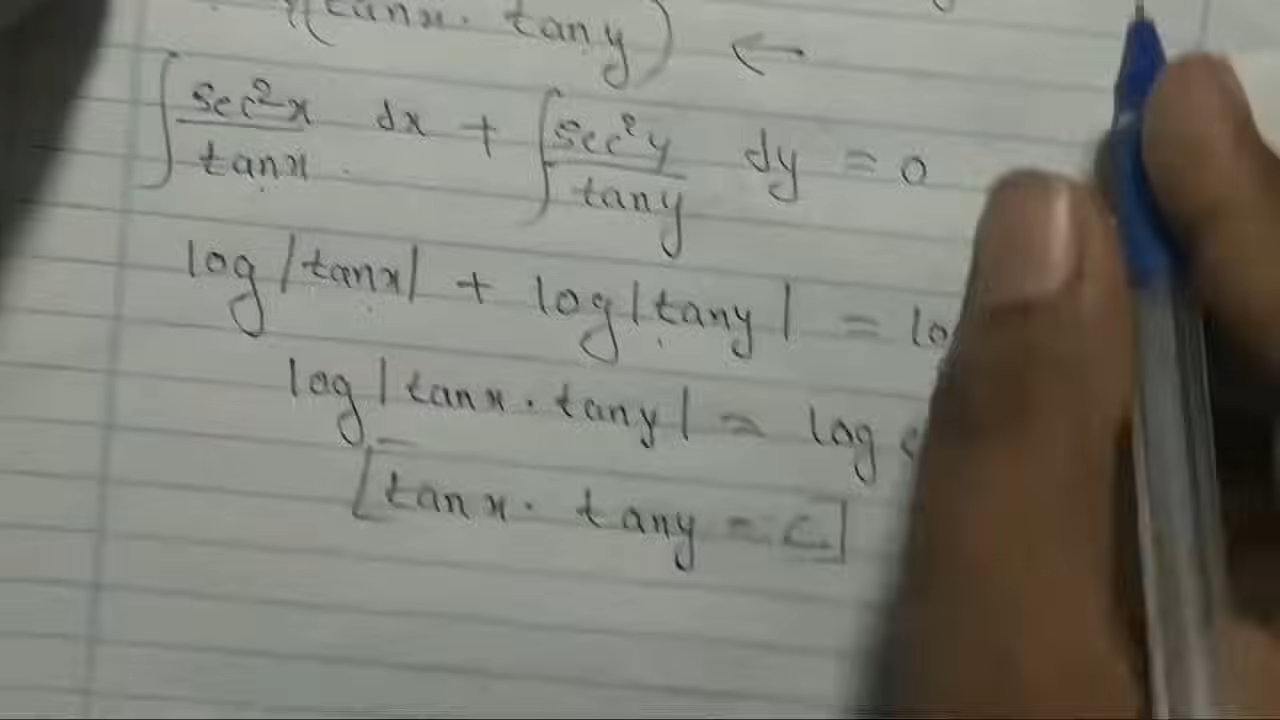 (tanx. tany) ←
∫ sec²x/tanx dx + ∫ sec²y/tany dy = 0
log |tanx| + log |tany| = lo
log | tanx . tany | = log c
[tanx . tany = c]